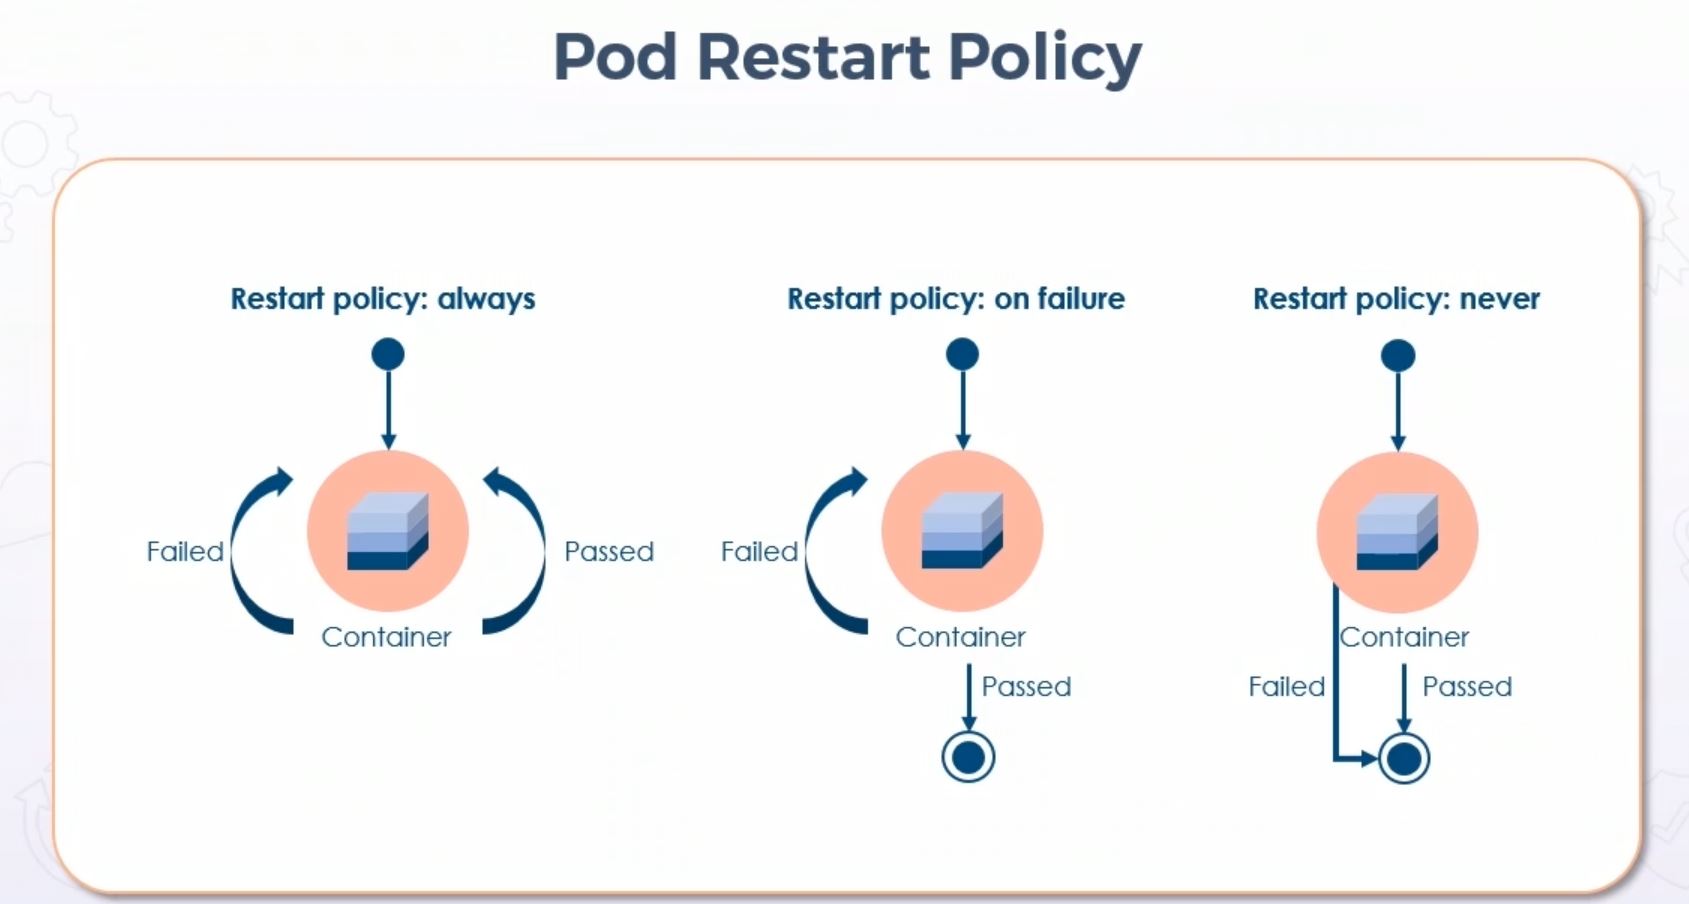 Pod Restart Policy
Restart policy: always
Failed
Passed
Container
Restart policy: on failure
Failed
Container
Passed
Restart policy: never
Container
Failed
Passed